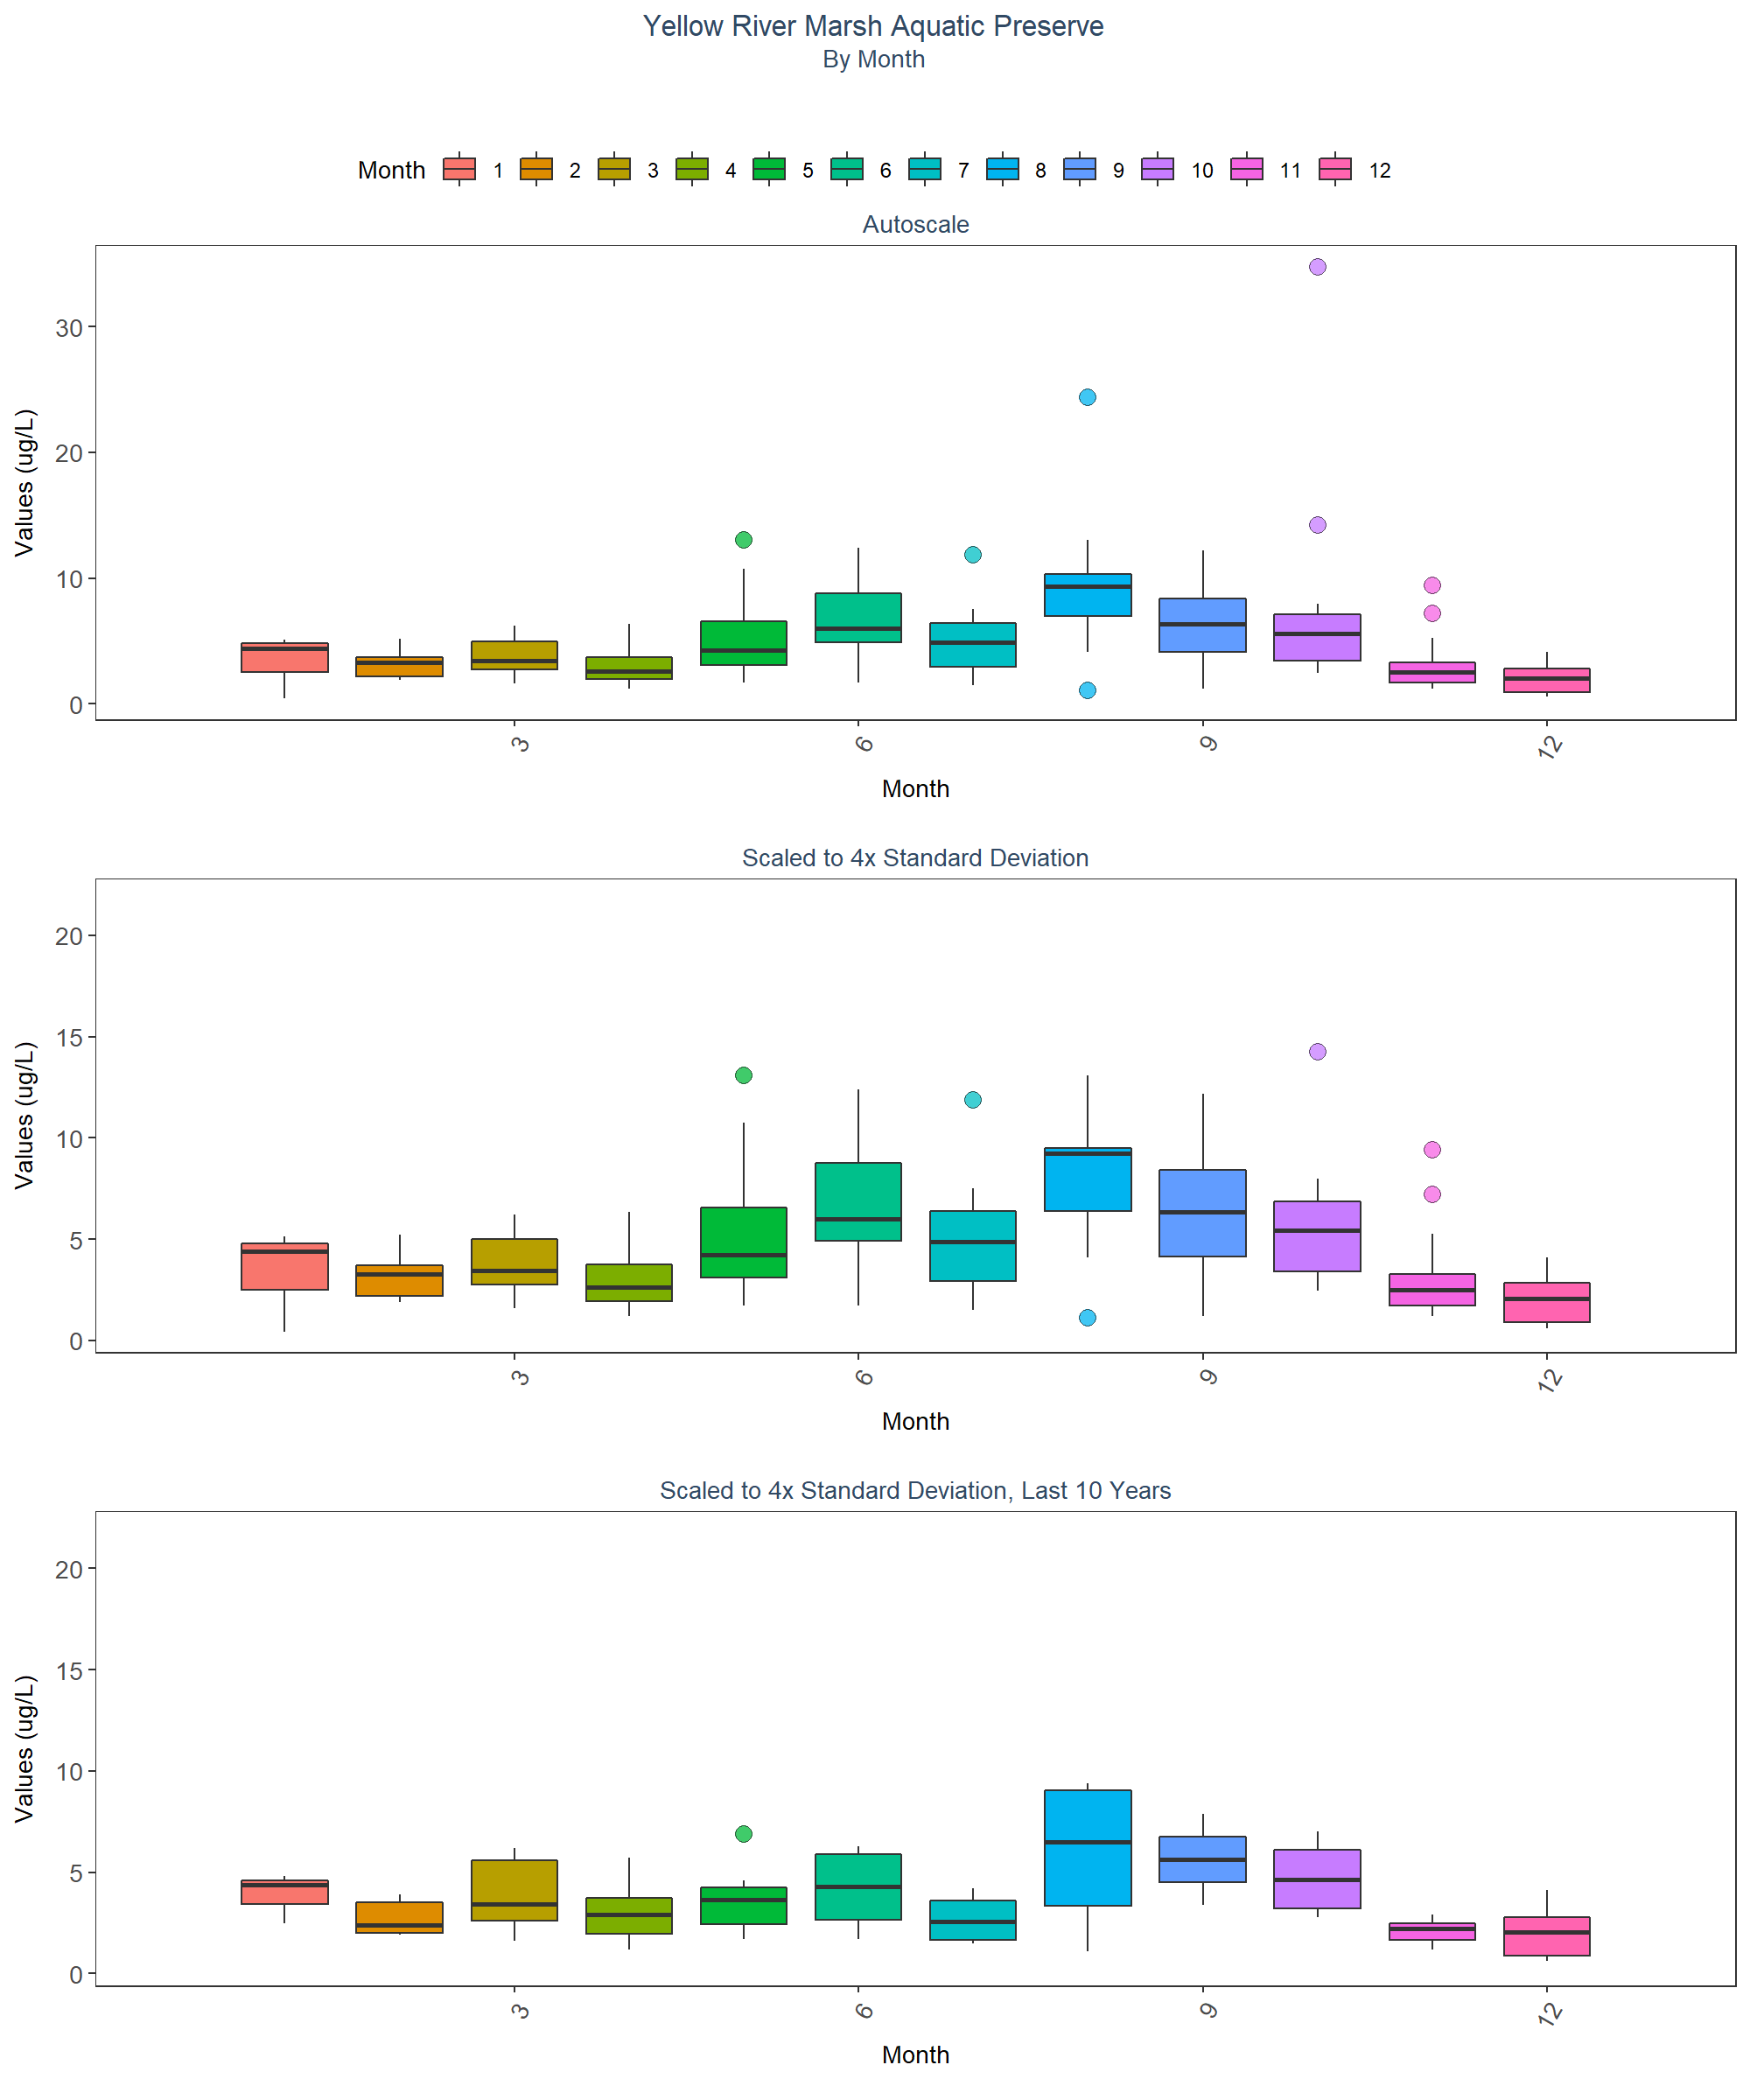 Yellow River Marsh Aquatic Preserve
By Month
Month 1 2 3 4 5 6 7 8 9 10 11 12
Autoscale
Values (ug/L)
30
20
10
0
3 6 9 12
Month
Scaled to 4x Standard Deviation
Values (ug/L)
20
15
10
5
0
3 6 9 12
Month
Scaled to 4x Standard Deviation, Last 10 Years
Values (ug/L)
20
15
10
5
0
3 6 9 12
Month